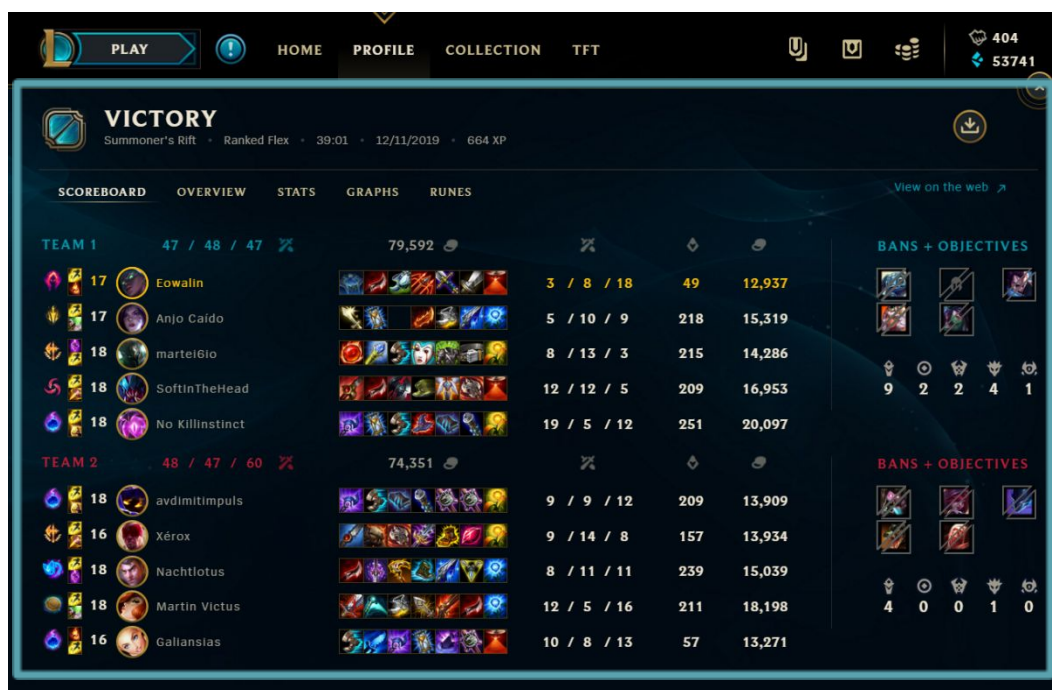 PLAY HOME PROFILE COLLECTION TFT 404
53741
VICTORY
Summoner's Rift • Ranked Flex • 39:01 • 12/11/2019 • 664 XP
SCOREBOARD OVERVIEW STATS GRAPHS RUNES View on the web
TEAM 1 47 / 48 / 47 79,592 BANS + OBJECTIVES
17 Eowalin 3 / 8 / 18 49 12,937
17 Anjo Caído 5 / 10 / 9 218 15,319
18 martei6io 8 / 13 / 3 215 14,286
18 SoftInTheHead 12 / 12 / 5 209 16,953
9 2 2 4 1
18 No Killinstinct 19 / 5 / 12 251 20,097
TEAM 2 48 / 47 / 60 74,351 BANS + OBJECTIVES
18 avdimitimpuls 9 / 9 / 12 209 13,909
16 Xérox 9 / 14 / 8 157 13,934
18 Nachtlotus 8 / 11 / 11 239 15,039
18 Martin Victus 12 / 5 / 16 211 18,198
4 0 0 1 0
16 Galiansias 10 / 8 / 13 57 13,271